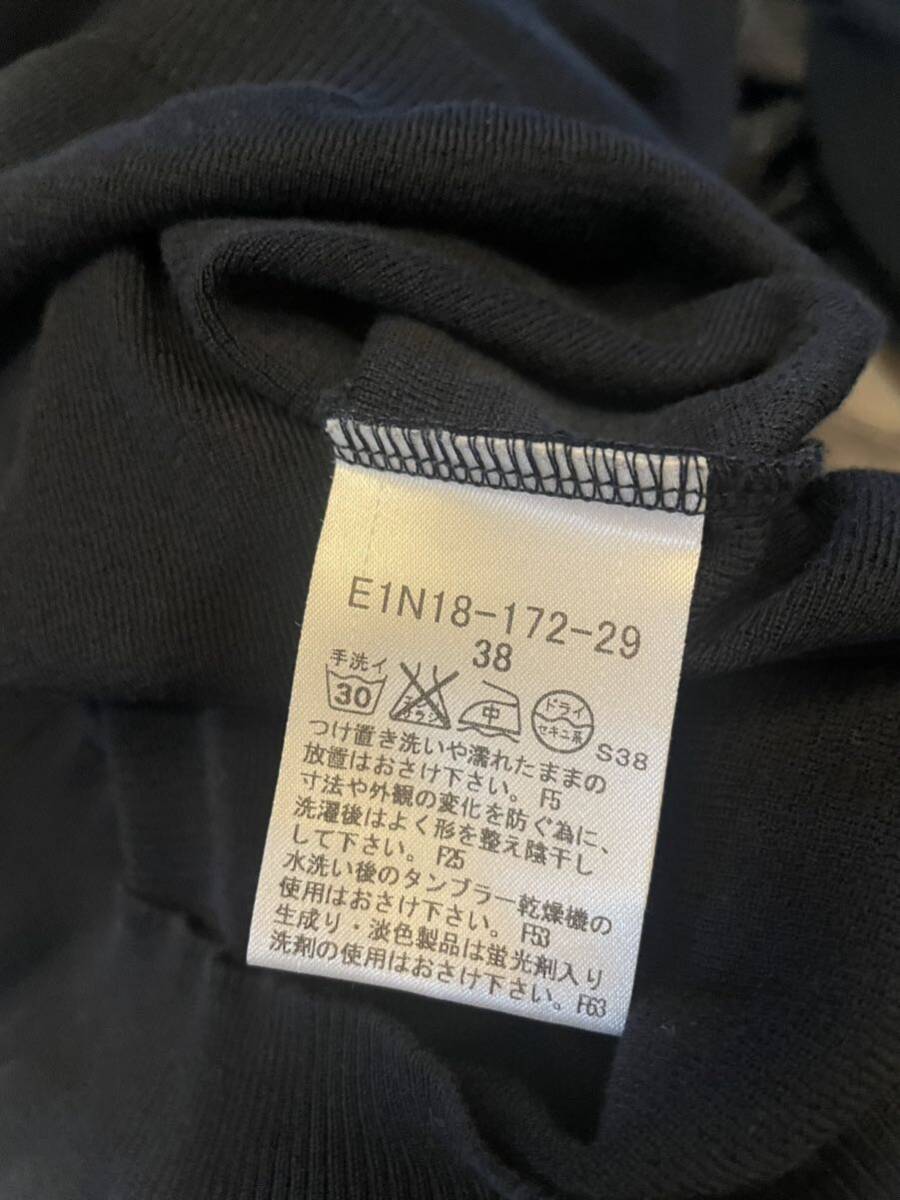 E1N18-172-29
38
手洗イ
30
エンソ
サラシ
中
ドライ
セキユ系
S38
つけ置き洗いや濡れたままの
放置はおさけ下さい。F5
寸法や外観の変化を防ぐ為に、
洗濯後はよく形を整え陰干し
して下さい。F25
水洗い後のタンブラー乾燥機の
使用はおさけ下さい。F53
生成り・淡色製品は蛍光剤入り
洗剤の使用はおさけ下さい。F63